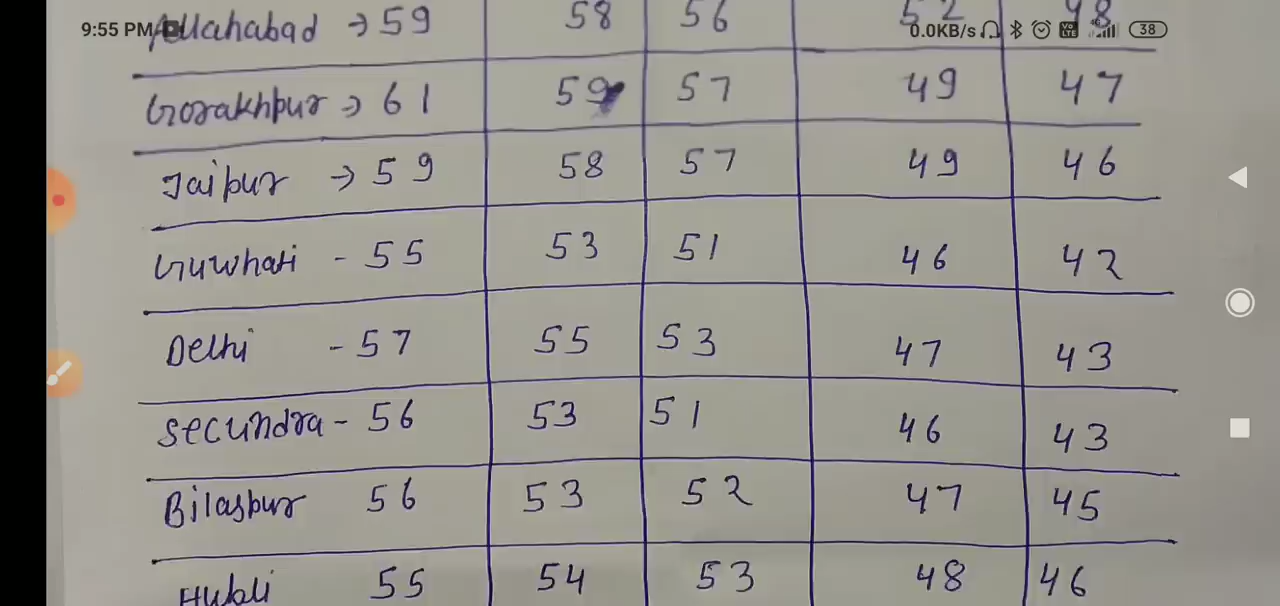 9:55 PM 0.0KB/s 38
Allahabad → 59 58 56 52 48
Gorakhpur → 61 59 57 49 47
Jaipur → 59 58 57 49 46
Guwhati - 55 53 51 46 42
Delhi - 57 55 53 47 43
Secundra - 56 53 51 46 43
Bilaspur 56 53 52 47 45
Hubli 55 54 53 48 46